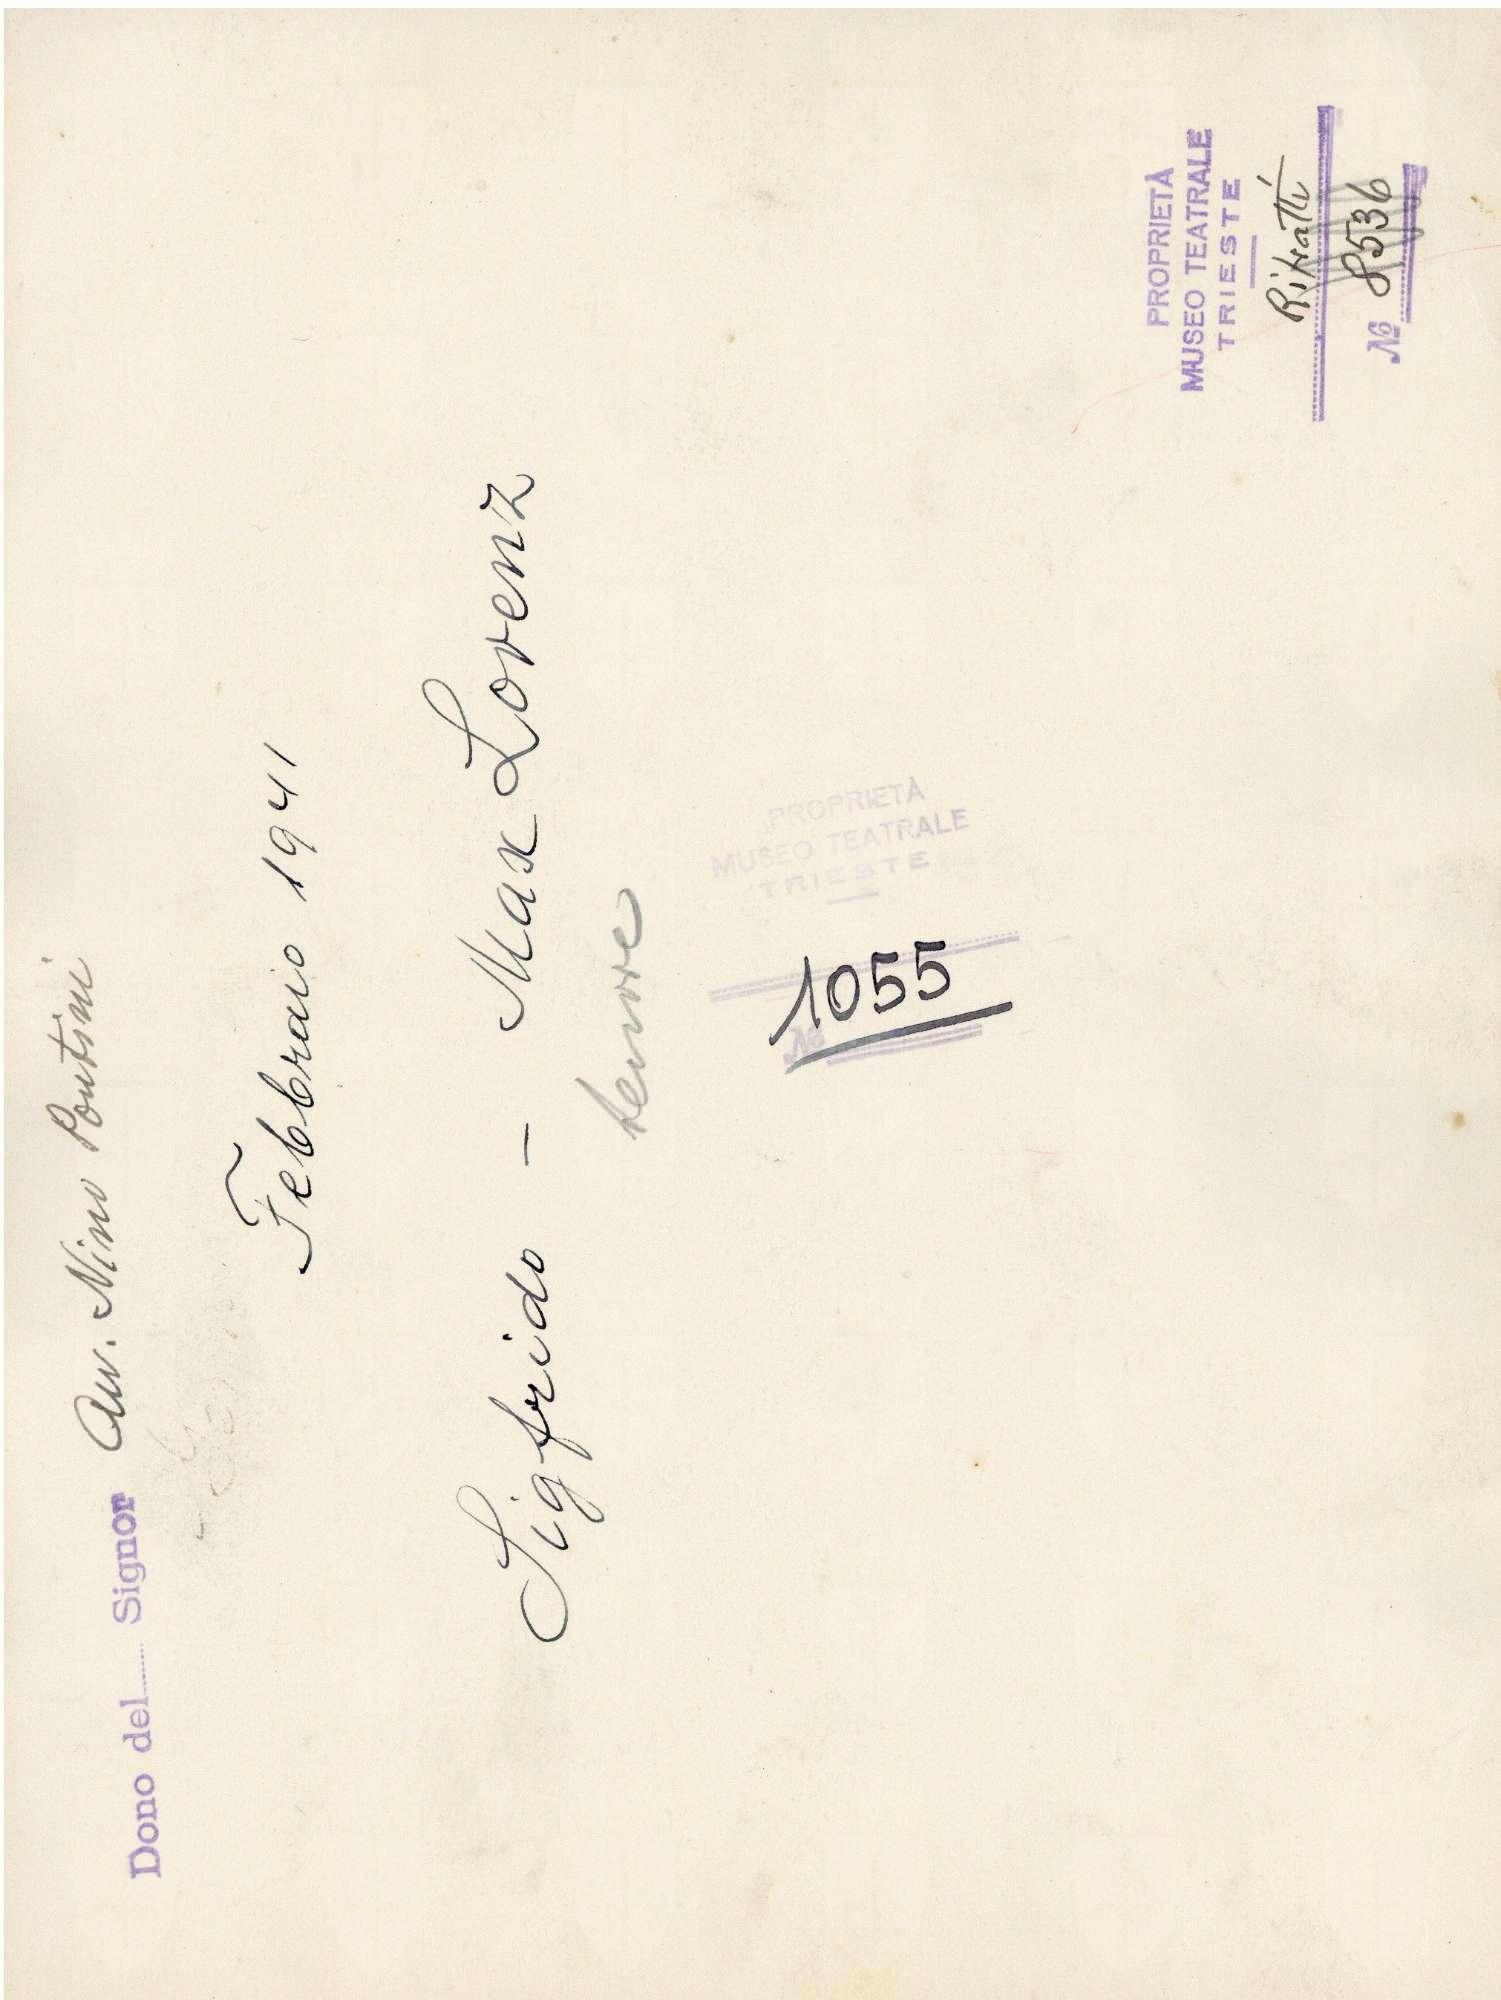 Dono del...... Signor Avv. Nino Pontini
Febbraio 1941
Sigfrido - Max Lorenz
tenore
PROPRIETÀ
MUSEO TEATRALE
TRIESTE
Nº
1055
PROPRIETÀ
MUSEO TEATRALE
TRIESTE
Ritratti
Nº 8536